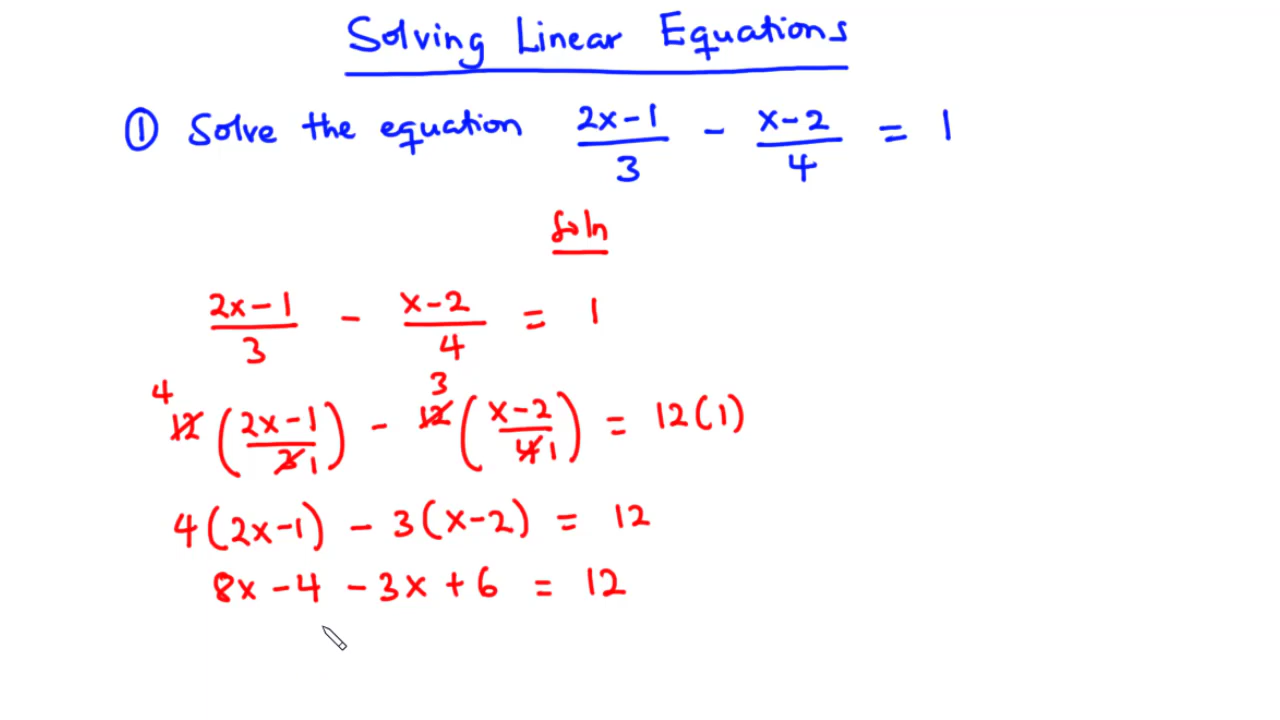 Solving Linear Equations
① Solve the equation (2x-1)/3 - (x-2)/4 = 1
Soln
(2x-1)/3 - (x-2)/4 = 1
4 3
12((2x-1)/3 1) - 12((x-2)/4 1) = 12(1)
4(2x-1) - 3(x-2) = 12
8x - 4 - 3x + 6 = 12